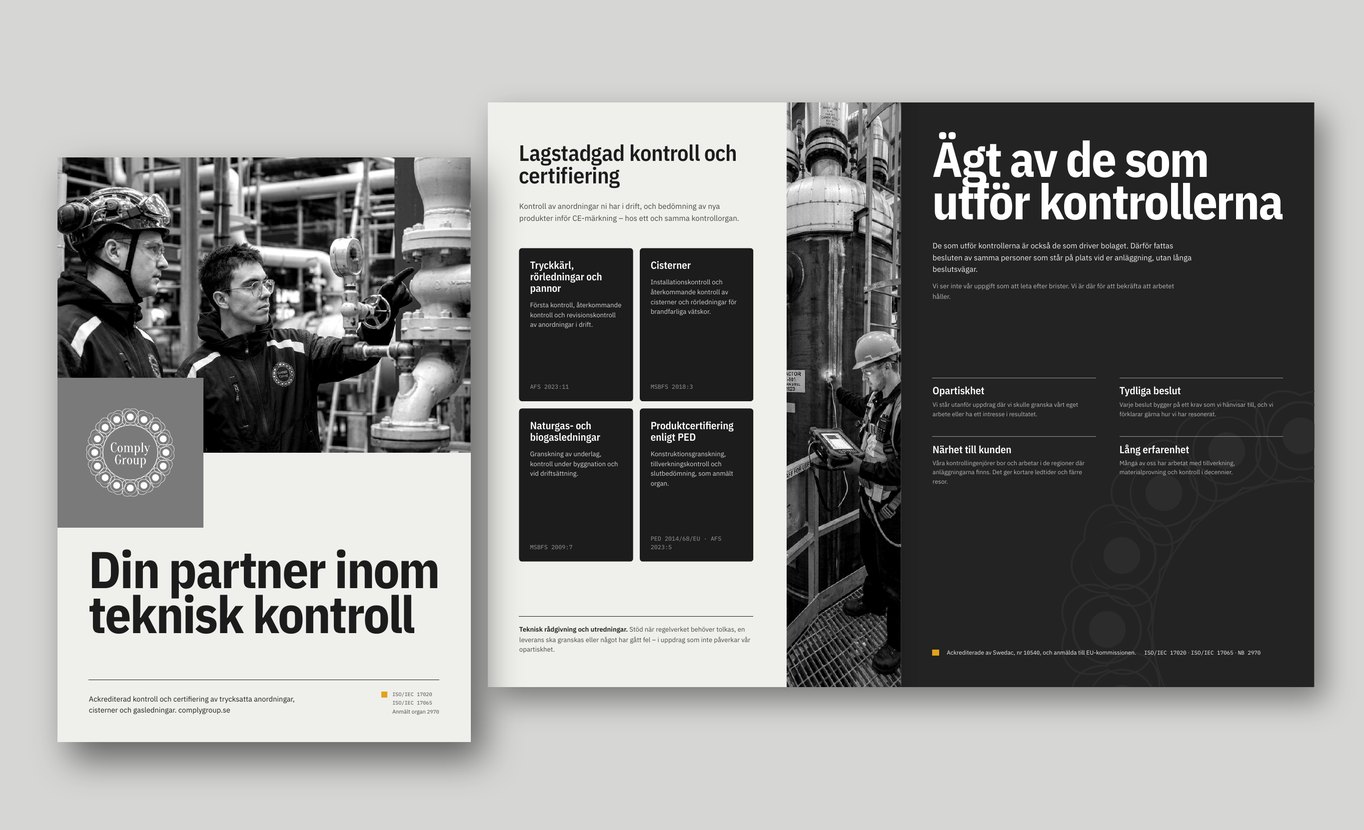 Comply
Group
Din partner inom
teknisk kontroll
Ackrediterad kontroll och certifiering av trycksatta anordningar,
cisterner och gasledningar. complygroup.se
ISO/IEC 17020
ISO/IEC 17065
Anmält organ 2970
Lagstadgad kontroll och
certifiering
Kontroll av anordningar ni har i drift, och bedömning av nya
produkter inför CE-märkning – hos ett och samma kontrollorgan.
Tryckkärl,
rörledningar och
pannor
Första kontroll, återkommande
kontroll och revisionskontroll
av anordningar i drift.
AFS 2023:11
Cisterner
Installationskontroll och
återkommande kontroll av
cisterner och rörledningar för
brandfarliga vätskor.
MSBFS 2018:3
Naturgas- och
biogasledningar
Granskning av underlag,
kontroll under byggnation och
vid driftsättning.
MSBFS 2009:7
Produktcertifiering
enligt PED
Konstruktionsgranskning,
tillverkningskontroll och
slutbedömning, som anmält
organ.
PED 2014/68/EU · AFS
2023:5
Teknisk rådgivning och utredningar. Stöd när regelverket behöver tolkas, en
leverans ska granskas eller något har gått fel – i uppdrag som inte påverkar vår
opartiskhet.
Ägt av de som
utför kontrollerna
De som utför kontrollerna är också de som driver bolaget. Därför fattas
besluten av samma personer som står på plats vid er anläggning, utan långa
beslutsvägar.
Vi ser inte vår uppgift som att leta efter brister. Vi är där för att bekräfta att arbetet
håller.
Opartiskhet
Vi står utanför uppdrag där vi skulle granska vårt eget
arbete eller ha ett intresse i resultatet.
Tydliga beslut
Varje beslut bygger på ett krav som vi hänvisar till, och vi
förklarar gärna hur vi har resonerat.
Närhet till kunden
Våra kontrollingenjörer bor och arbetar i de regioner där
anläggningarna finns. Det ger kortare ledtider och färre
resor.
Lång erfarenhet
Många av oss har arbetat med tillverkning,
materialprovning och kontroll i decennier.
Ackrediterade av Swedac, nr 10540, och anmälda till EU-kommissionen. ISO/IEC 17020 · ISO/IEC 17065 · NB 2970